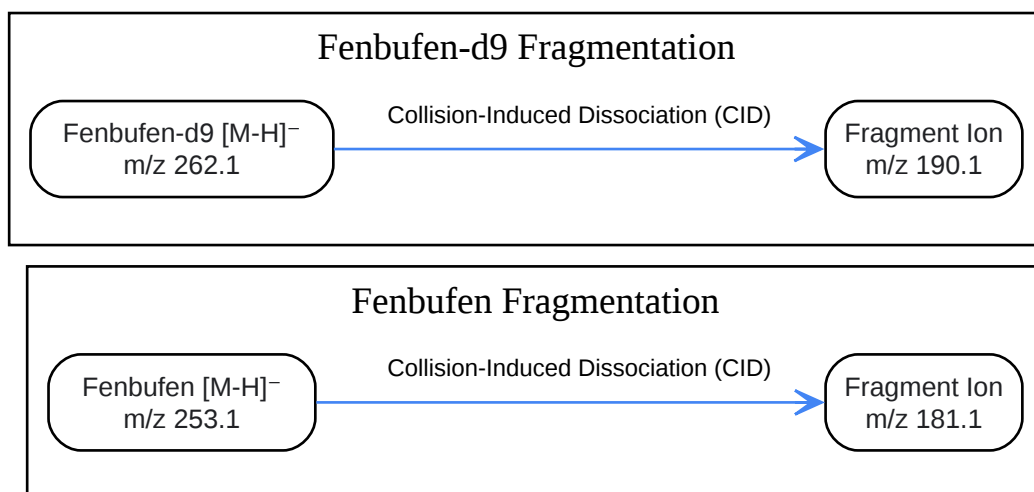 Fenbufen-d9 Fragmentation
Collision-Induced Dissociation (CID)
Fenbufen-d9 [M-H]⁻
m/z 262.1
Fragment Ion
m/z 190.1
Fenbufen Fragmentation
Collision-Induced Dissociation (CID)
Fenbufen [M-H]⁻
m/z 253.1
Fragment Ion
m/z 181.1